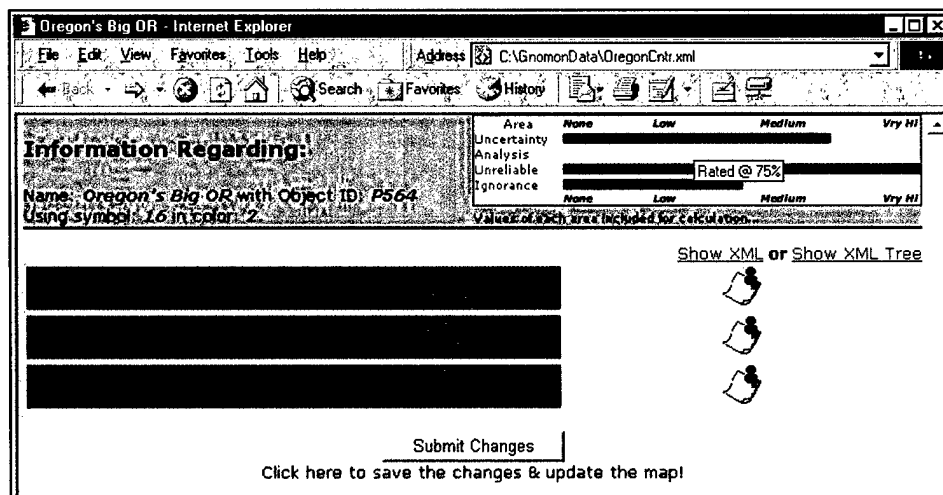 Oregon's Big OR - Internet Explorer
File Edit View Favorites Tools Help Address C:\GnomonData\OregonCntr.xml
Back Search Favorites History
Area None Low Medium Vry Hi
Uncertainty
Analysis
Unreliable Rated @ 75%
Ignorance
None Low Medium Vry Hi
Values of each area included for calculation...
Information Regarding:
Name: Oregon's Big OR with Object ID: P564
Using symbol: 16 in color: 2
Show XML or Show XML Tree
Submit Changes
Click here to save the changes & update the map!